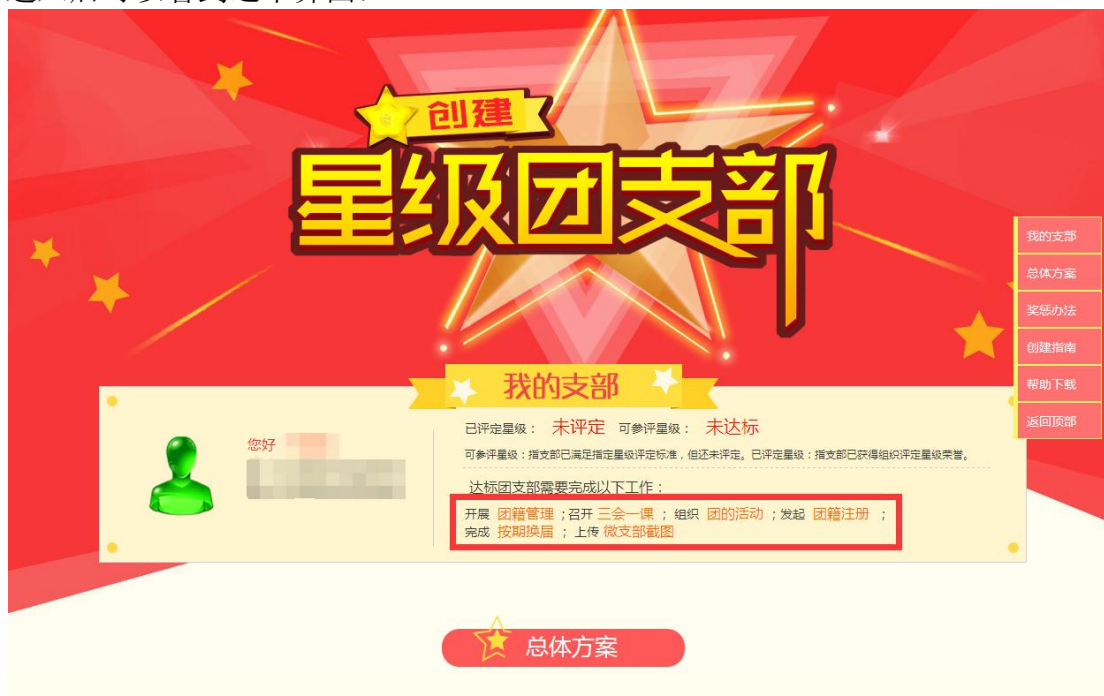 创建
星级团支部
我的支部
总体方案
奖惩办法
创建指南
帮助下载
返回顶部
我的支部
您好
已评定星级： 未评定 可参评星级： 未达标
可参评星级：指支部已满足指定星级评定标准，但还未评定。已评定星级：指支部已获得组织评定星级荣誉。
达标团支部需要完成以下工作：
开展 团籍管理 ；召开 三会一课 ； 组织 团的活动 ；发起 团籍注册 ；
完成 按期换届 ； 上传 微支部截图
总体方案